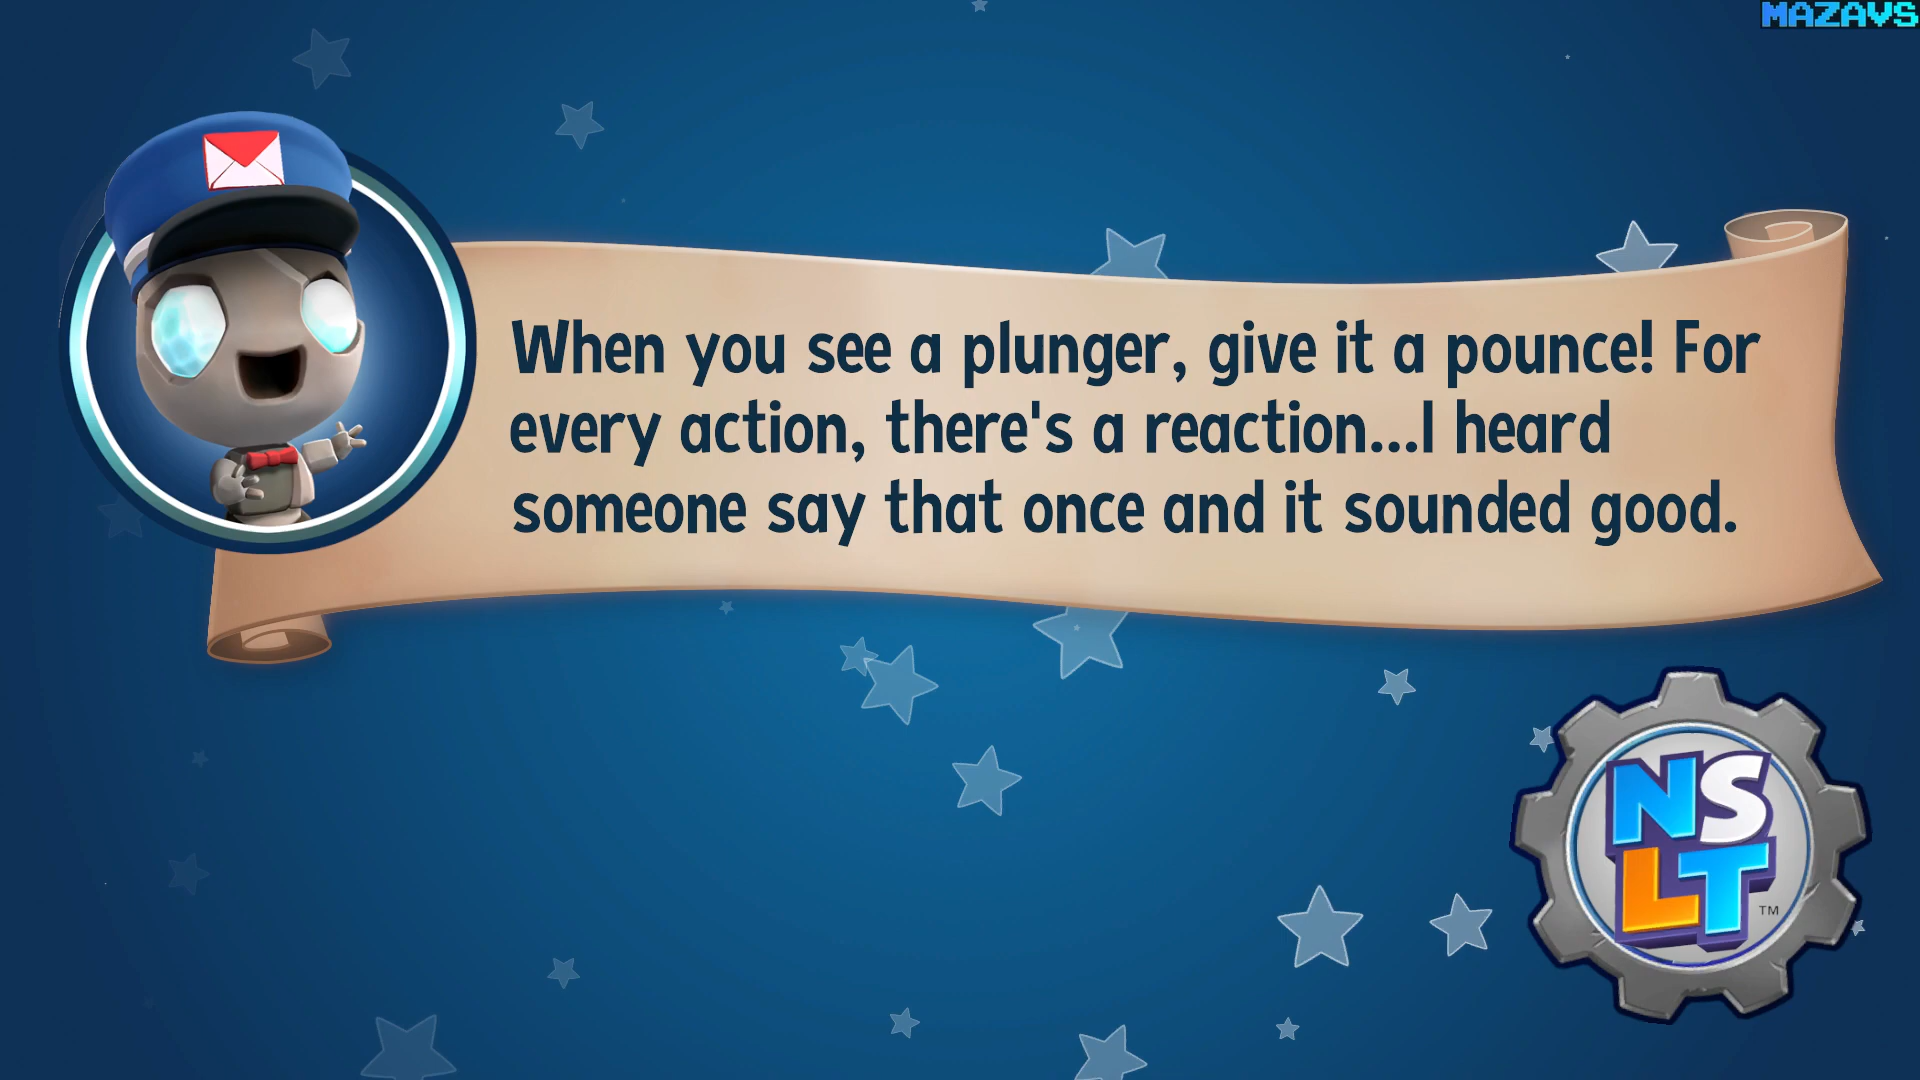 MAZAVS
When you see a plunger, give it a pounce! For
every action, there's a reaction...I heard
someone say that once and it sounded good.
NS
LT
TM